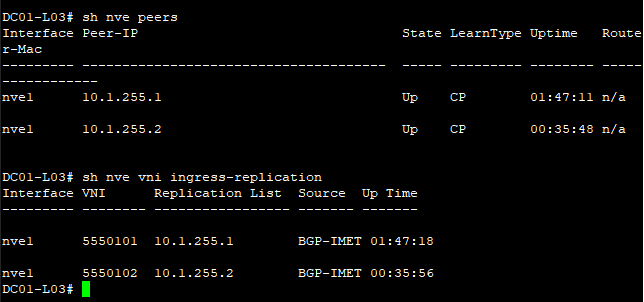 DC01-L03# sh nve peers
Interface Peer-IP                                 State LearnType Uptime   Route
r-Mac
--------- --------------------------------------  ----- --------- -------- -----
------------
nve1      10.1.255.1                              Up    CP        01:47:11 n/a
nve1      10.1.255.2                              Up    CP        00:35:48 n/a
DC01-L03# sh nve vni ingress-replication
Interface VNI      Replication List  Source  Up Time
--------- -------- ----------------- ------- -------
nve1      5550101  10.1.255.1        BGP-IMET 01:47:18
nve1      5550102  10.1.255.2        BGP-IMET 00:35:56
DC01-L03#